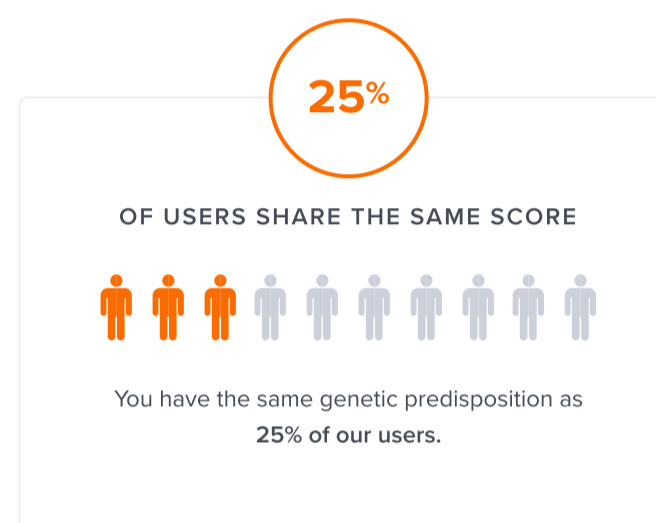 25%
OF USERS SHARE THE SAME SCORE
You have the same genetic predisposition as
25% of our users.